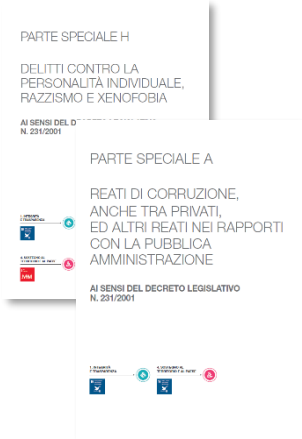 PARTE SPECIALE H
DELITTI CONTRO LA
PERSONALITÀ INDIVIDUALE,
RAZZISMO E XENOFOBIA
AI SENSI DEL
N. 231/2001
PARTE SPECIALE A
REATI DI CORRUZIONE,
ANCHE TRA PRIVATI,
ED ALTRI REATI NEI RAPPORTI
CON LA PUBBLICA
AMMINISTRAZIONE
AI SENSI DEL DECRETO LEGISLATIVO
N. 231/2001